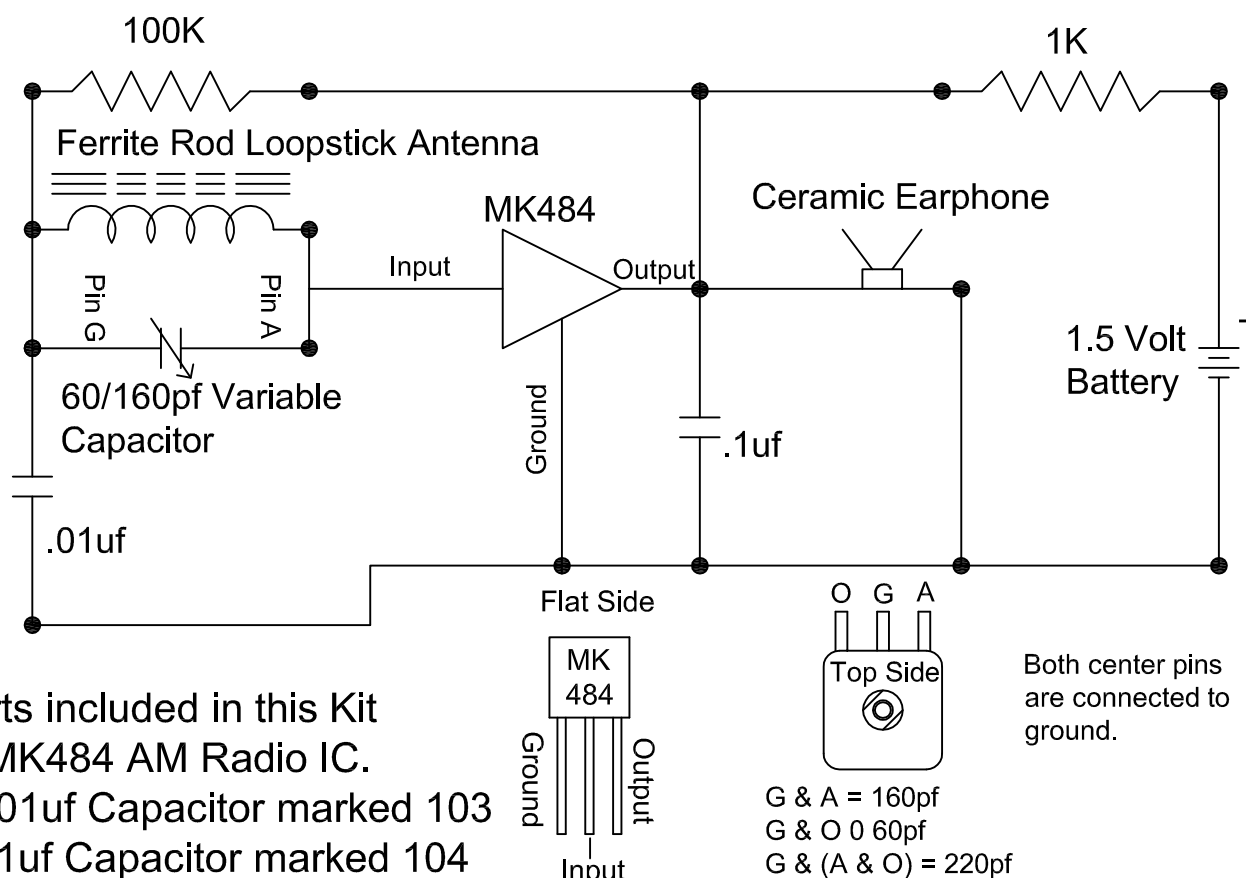 100K
1K
Ferrite Rod Loopstick Antenna
MK484
Ceramic Earphone
Input
Output
Pin G
Pin A
Ground
1.5 Volt
Battery
60/160pf Variable
Capacitor
.1uf
.01uf
Flat Side
MK
484
Ground
Output
Input
O G A
Top Side
Both center pins
are connected to
ground.
G & A = 160pf
G & O 0 60pf
G & (A & O) = 220pf
rts included in this Kit
MK484 AM Radio IC.
01uf Capacitor marked 103
1uf Capacitor marked 104